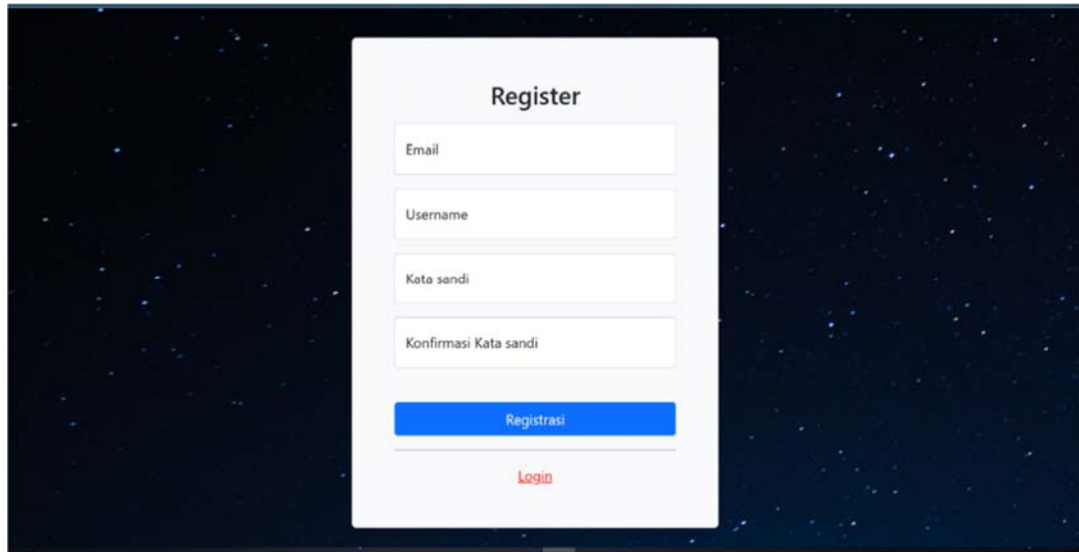 Register
Email
Username
Kata sandi
Konfirmasi Kata sandi
Registrasi
Login